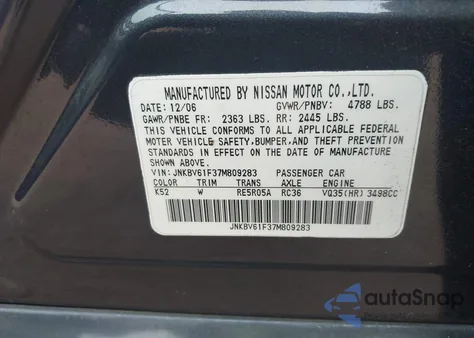 MANUFACTURED BY NISSAN MOTOR CO.,LTD.
DATE: 12/06 GVWR/PNBV: 4788 LBS.
GAWR/PNBE FR: 2363 LBS. RR: 2445 LBS.
THIS VEHICLE CONFORMS TO ALL APPLICABLE FEDERAL
MOTOR VEHICLE SAFETY,BUMPER,AND THEFT PREVENTION
STANDARDS IN EFFECT ON THE DATE OF MANUFACTURE
SHOWN ABOVE.
VIN: JNKBV61F37M809283 PASSENGER CAR
COLOR TRIM TRANS AXLE ENGINE
K52 W RE5R05A RC36 VQ35(HR) 3498CC
JNKBV61F37M809283
autoSnap